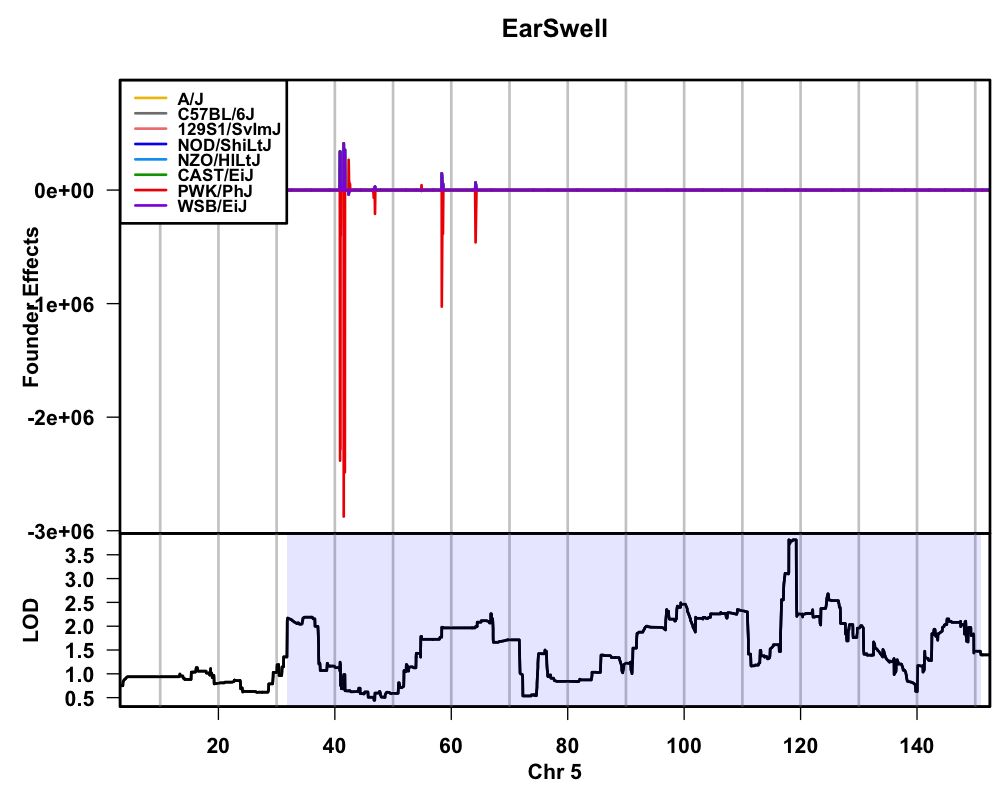 EarSwell
A/J
C57BL/6J
129S1/SvImJ
NOD/ShiLtJ
NZO/HlLtJ
CAST/EiJ
PWK/PhJ
WSB/EiJ
Founder Effects
0e+00
-1e+06
-2e+06
-3e+06
LOD
3.5
3.0
2.5
2.0
1.5
1.0
0.5
20 40 60 80 100 120 140
Chr 5